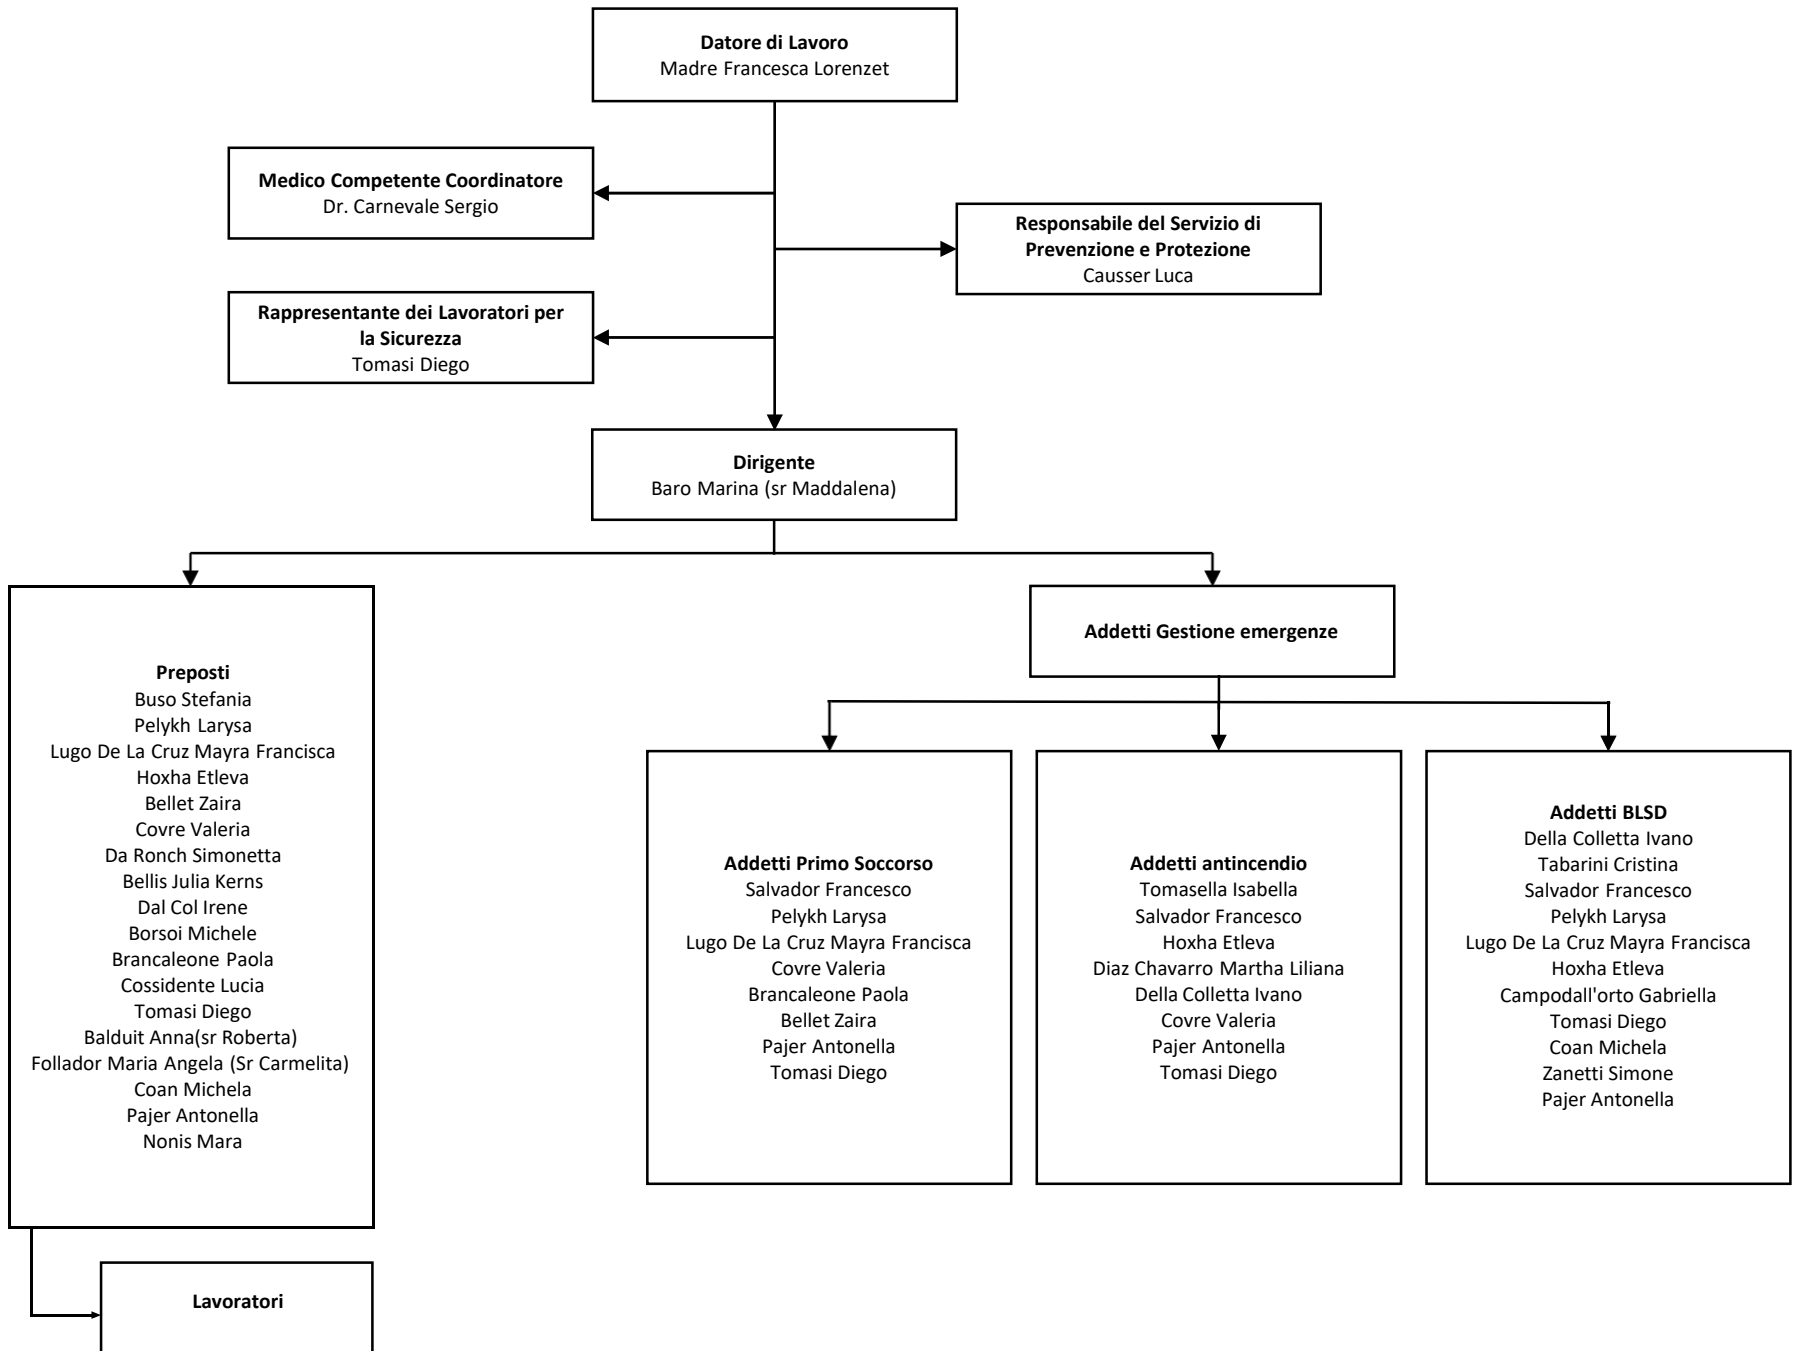 Datore di Lavoro
Madre Francesca Lorenzet
Medico Competente Coordinatore
Dr. Carnevale Sergio
Responsabile del Servizio di
Prevenzione e Protezione
Causser Luca
Rappresentante dei Lavoratori per
la Sicurezza
Tomasi Diego
Dirigente
Baro Marina (sr Maddalena)
Preposti
Buso Stefania
Pelykh Larysa
Lugo De La Cruz Mayra Francisca
Hoxha Etleva
Bellet Zaira
Covre Valeria
Da Ronch Simonetta
Bellis Julia Kerns
Dal Col Irene
Borsoi Michele
Brancaleone Paola
Cossidente Lucia
Tomasi Diego
Balduit Anna(sr Roberta)
Follador Maria Angela (Sr Carmelita)
Coan Michela
Pajer Antonella
Nonis Mara
Lavoratori
Addetti Gestione emergenze
Addetti Primo Soccorso
Salvador Francesco
Pelykh Larysa
Lugo De La Cruz Mayra Francisca
Covre Valeria
Brancaleone Paola
Bellet Zaira
Pajer Antonella
Tomasi Diego
Addetti antincendio
Tomasella Isabella
Salvador Francesco
Hoxha Etleva
Diaz Chavarro Martha Liliana
Della Colletta Ivano
Covre Valeria
Pajer Antonella
Tomasi Diego
Addetti BLSD
Della Colletta Ivano
Tabarini Cristina
Salvador Francesco
Pelykh Larysa
Lugo De La Cruz Mayra Francisca
Hoxha Etleva
Campodall'orto Gabriella
Tomasi Diego
Coan Michela
Zanetti Simone
Pajer Antonella